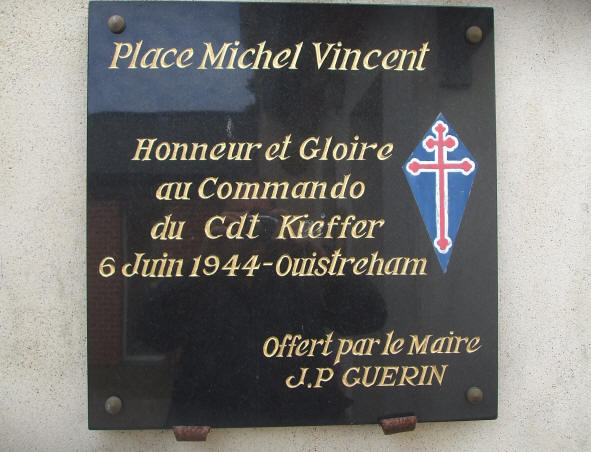 Place Michel Vincent
Honneur et Gloire
au Commando
du Cdt Kieffer
6 Juin 1944-Ouistreham
Offert par le Maire
J.P GUERIN